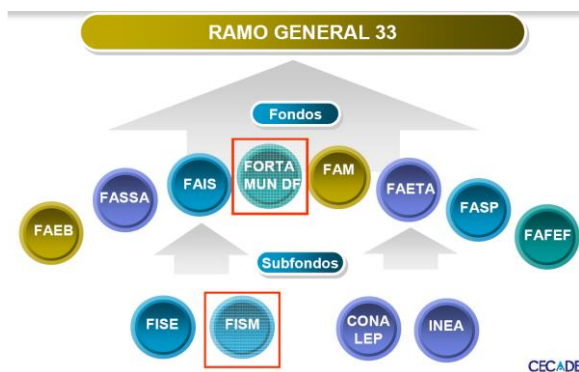 RAMO GENERAL 33
Fondos
FAEB
FASSA
FAIS
FORTA
MUN DF
FAM
FAETA
FASP
FAFEF
Subfondos
FISE
FISM
CONA
LEP
INEA
CECADE